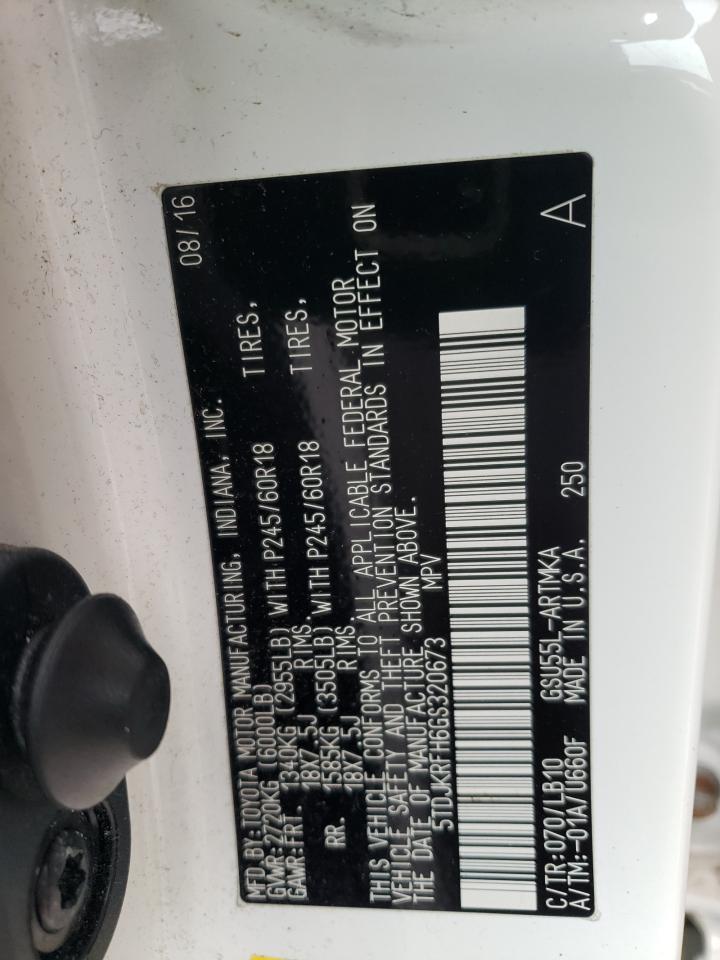 MFD BY: TOYOTA MOTOR MANUFACTURING, INDIANA, INC. 08/16
GVWR: 2720KG (6000LB)
GAWR: FRT. 1340KG (2955LB) WITH P245/60R18 TIRES,
18X7.5J RIMS
RR. 1585KG (3505LB) WITH P245/60R18 TIRES,
18X7.5J RIMS
THIS VEHICLE CONFORMS TO ALL APPLICABLE FEDERAL MOTOR
VEHICLE SAFETY AND THEFT PREVENTION STANDARDS IN EFFECT ON
THE DATE OF MANUFACTURE SHOWN ABOVE.
5TDJKRFH6GS320673 MPV
C/TR: 070/LB10 GSU55L-ARTMKA
A/TM: -01A/U660F MADE IN U.S.A. 250 A